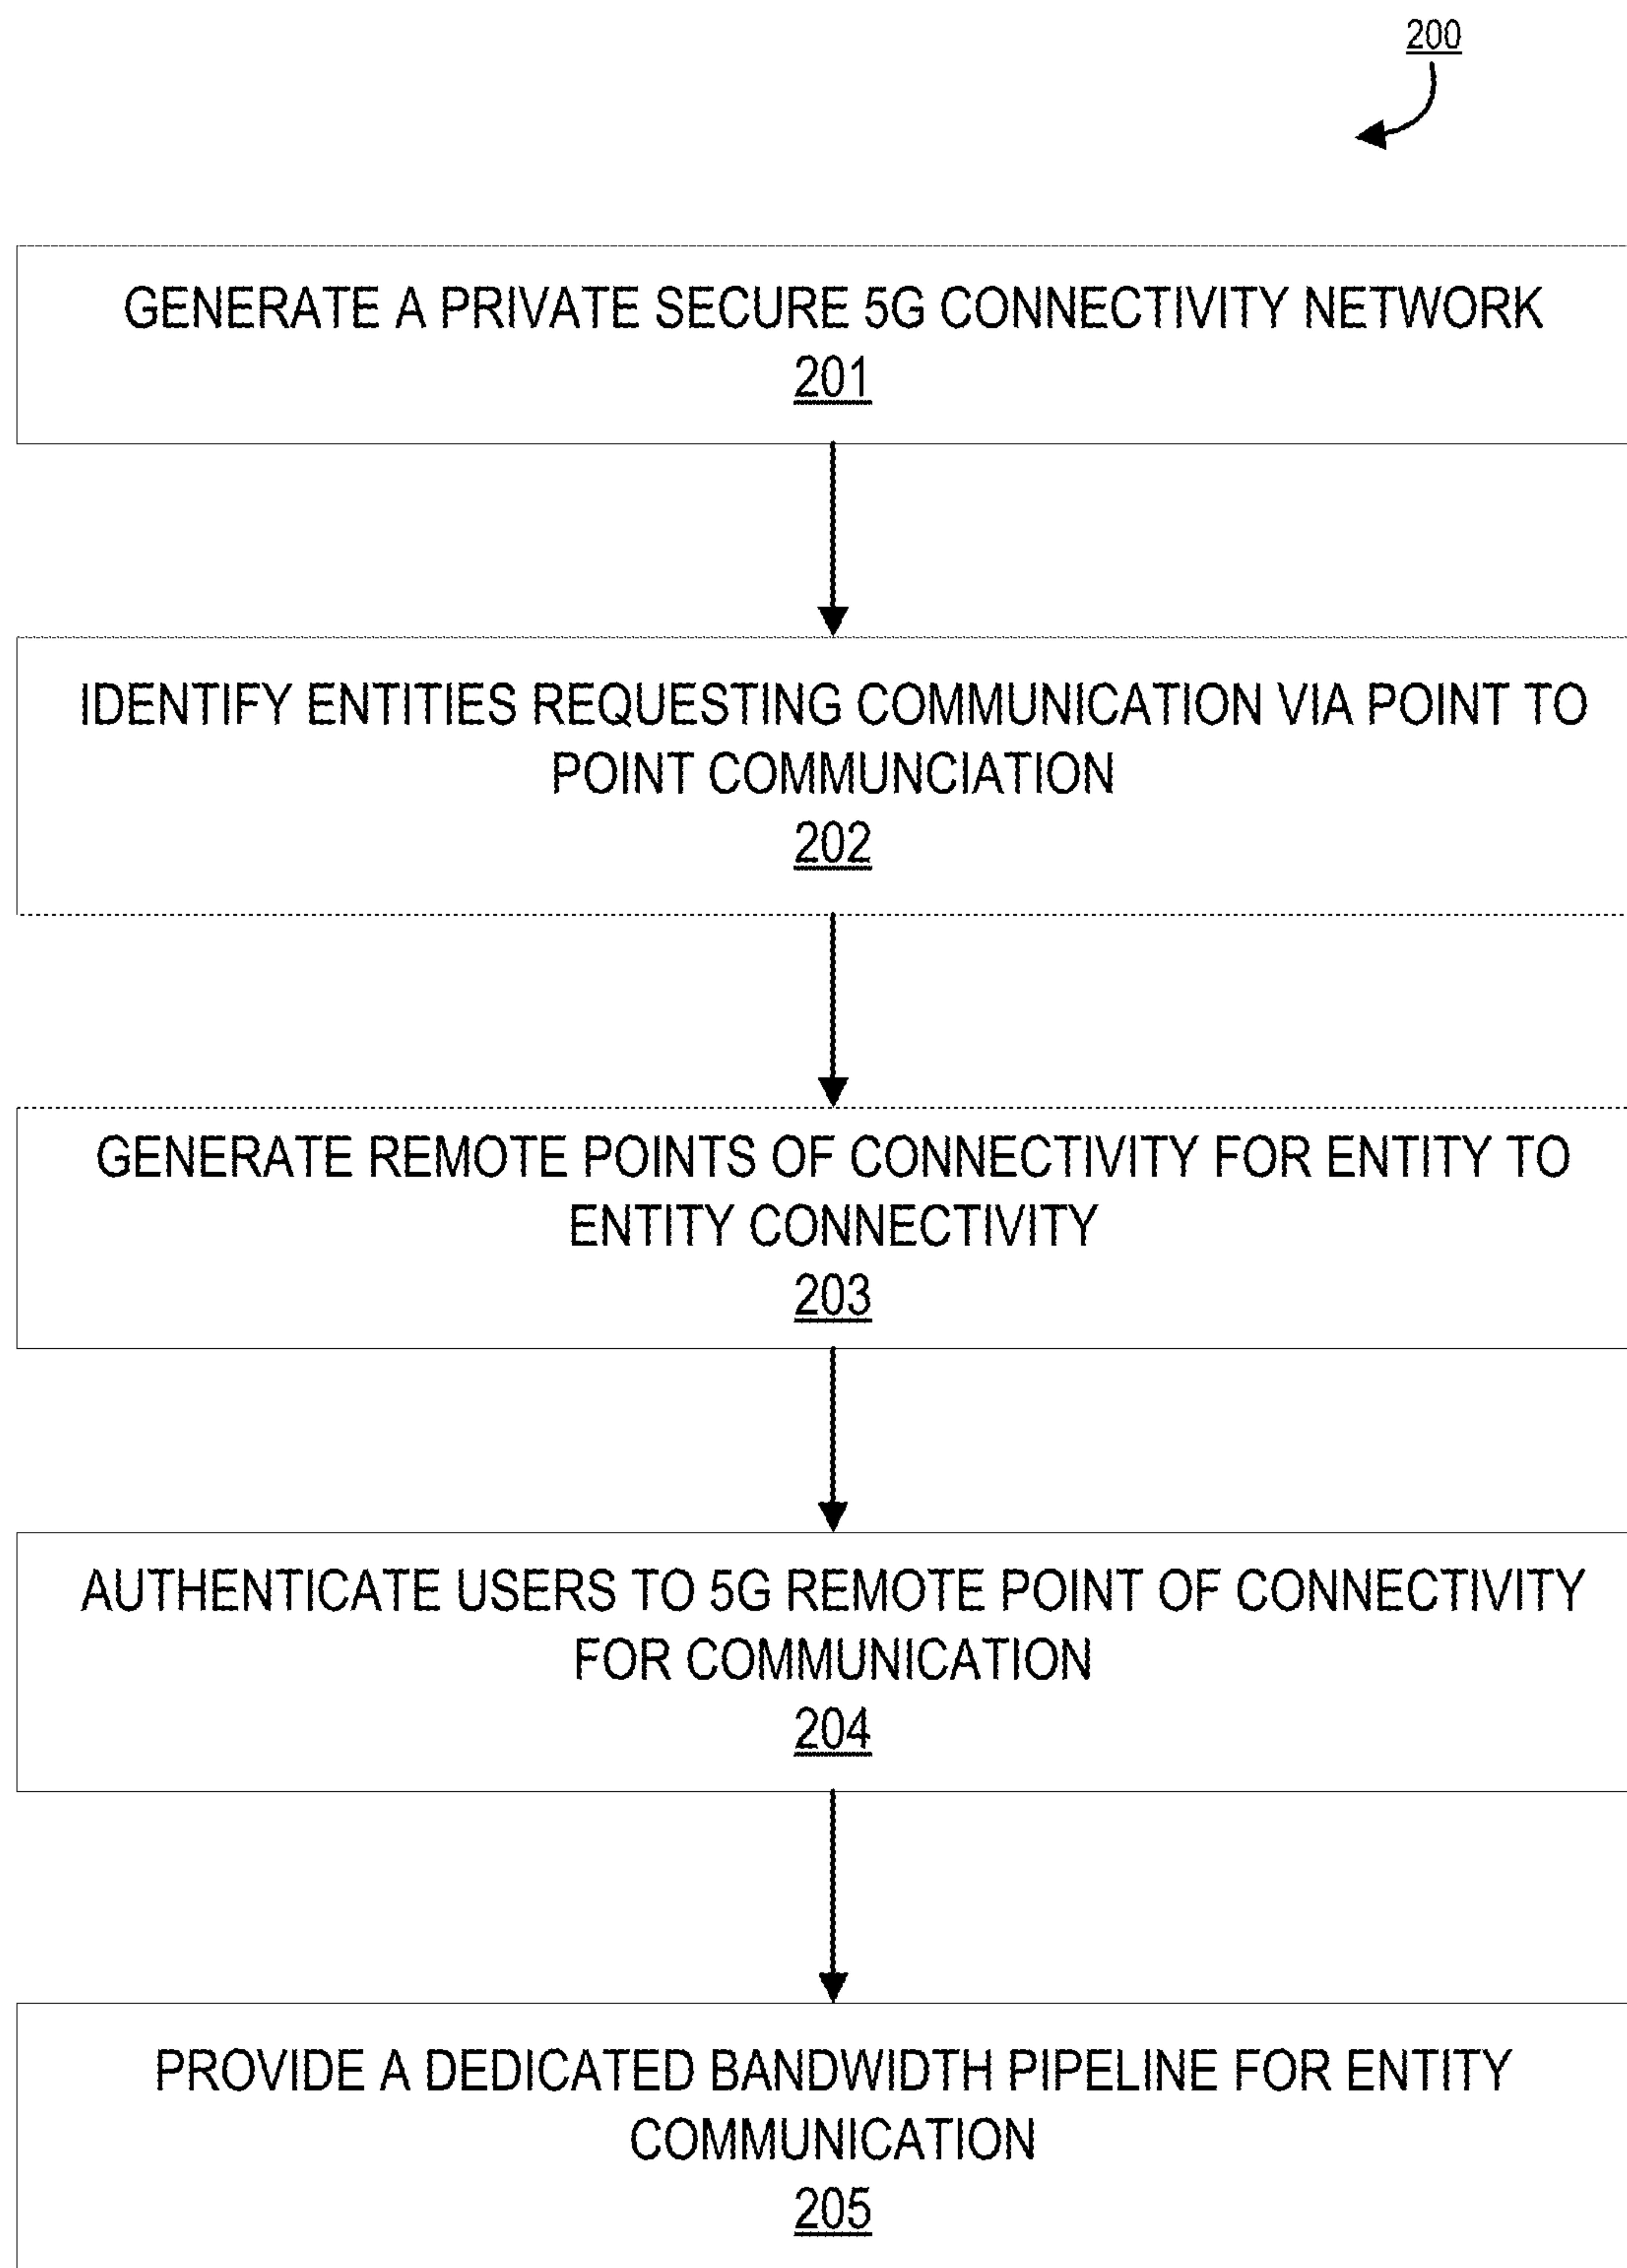 200
GENERATE A PRIVATE SECURE 5G CONNECTIVITY NETWORK
201
IDENTIFY ENTITIES REQUESTING COMMUNICATION VIA POINT TO
POINT COMMUNCIATION
202
GENERATE REMOTE POINTS OF CONNECTIVITY FOR ENTITY TO
ENTITY CONNECTIVITY
203
AUTHENTICATE USERS TO 5G REMOTE POINT OF CONNECTIVITY
FOR COMMUNICATION
204
PROVIDE A DEDICATED BANDWIDTH PIPELINE FOR ENTITY
COMMUNICATION
205